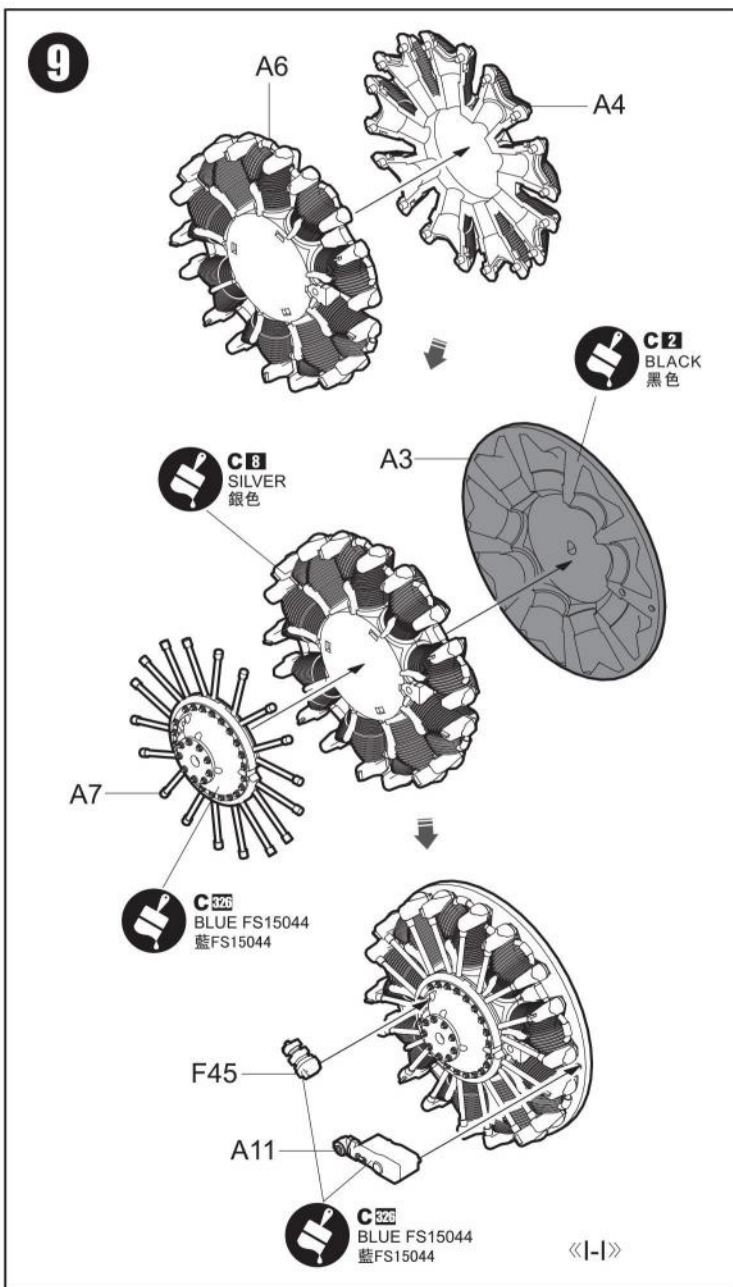 9
A6
A4
C 2
BLACK
黑色
A3
C 8
SILVER
銀色
A7
C 326
BLUE FS15044
藍FS15044
F45
A11
C 326
BLUE FS15044
藍FS15044
《I-I》